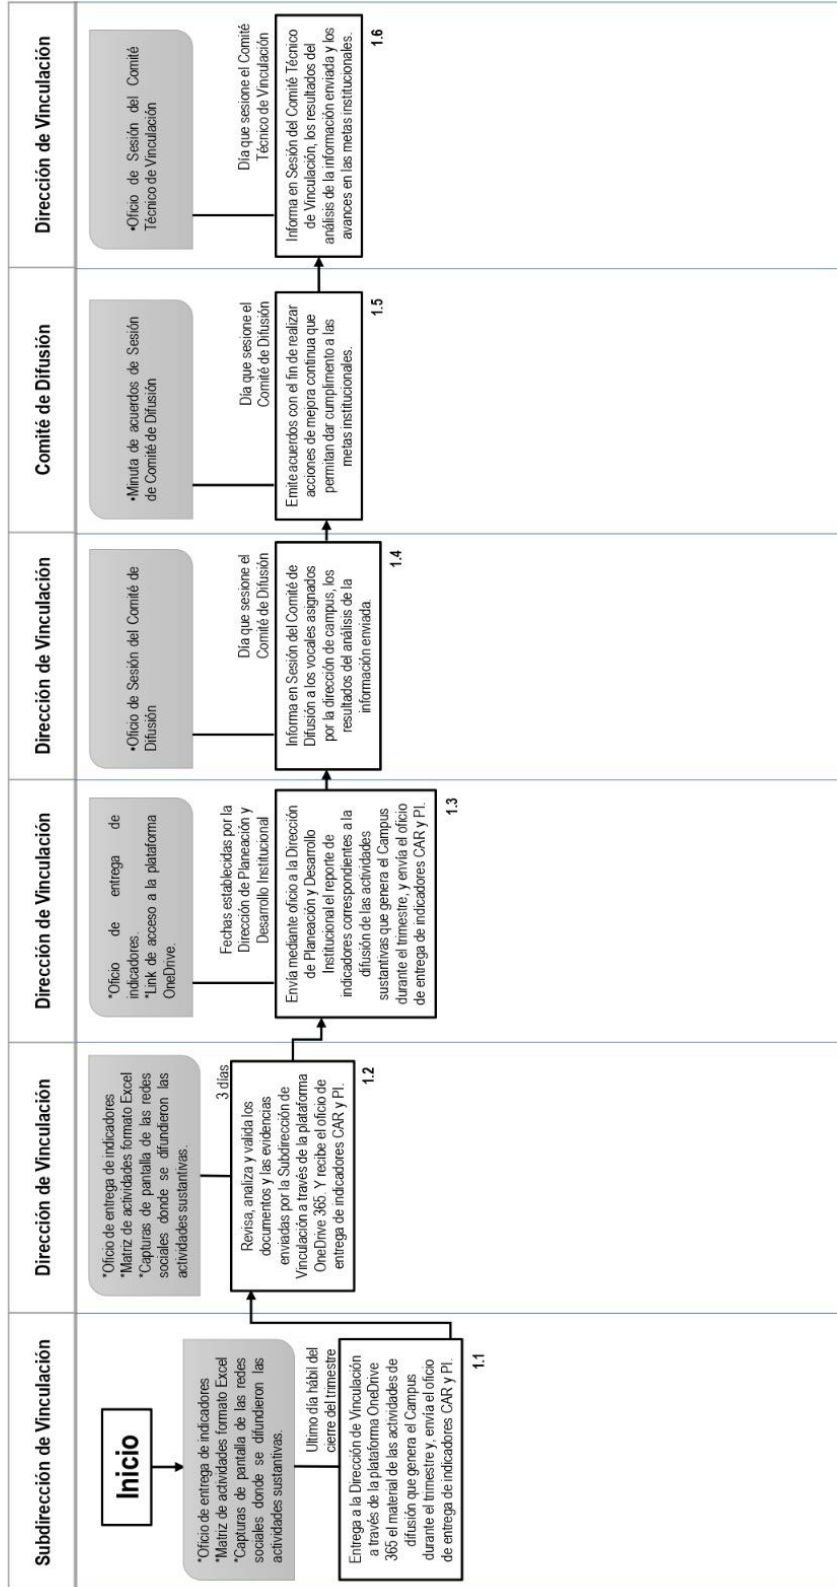 Subdirección de Vinculación
Inicio
*Oficio de entrega de indicadores
*Matriz de actividades formato Excel
*Capturas de pantalla de las redes
sociales donde se difundieron las
actividades sustantivas.
Ultimo día hábil del
cierre del trimestre
Entrega a la Dirección de Vinculación
a través de la plataforma OneDrive
365 el material de las actividades de
difusión que genera el Campus
durante el trimestre y, envía el oficio
de entrega de indicadores CAR y PI.
1.1
Dirección de Vinculación
*Oficio de entrega de indicadores
*Matriz de actividades formato Excel
*Capturas de pantalla de las redes
sociales donde se difundieron las
actividades sustantivas.
3 días
Revisa, analiza y valida los
documentos y las evidencias
enviadas por la Subdirección de
Vinculación a través de la plataforma
OneDrive 365. Y recibe el oficio de
entrega de indicadores CAR y PI.
1.2
Dirección de Vinculación
*Oficio de entrega de
indicadores.
*Link de acceso a la plataforma
OneDrive.
Fechas establecidas por la
Dirección de Planeación y
Desarrollo Institucional
Envía mediante oficio a la Dirección
de Planeación y Desarrollo
Institucional el reporte de
indicadores correspondientes a la
difusión de las actividades
sustantivas que genera el Campus
durante el trimestre, y envía el oficio
de entrega de indicadores CAR y PI.
1.3
Dirección de Vinculación
•Oficio de Sesión del Comité de
Difusión
Día que sesione el
Comité de Difusión
Informa en Sesión del Comité de
Difusión a los vocales asignados
por la dirección de campus, los
resultados del análisis de la
información enviada.
1.4
Comité de Difusión
•Minuta de acuerdos de Sesión
de Comité de Difusión
Día que sesione el
Comité de Difusión
Emite acuerdos con el fin de realizar
acciones de mejora continua que
permitan dar cumplimento a las
metas institucionales.
1.5
Dirección de Vinculación
•Oficio de Sesión del Comité
Técnico de Vinculación
Día que sesione el Comité
Técnico de Vinculación
Informa en Sesión del Comité Técnico
de Vinculación, los resultados del
análisis de la información enviada y los
avances en las metas institucionales.
1.6